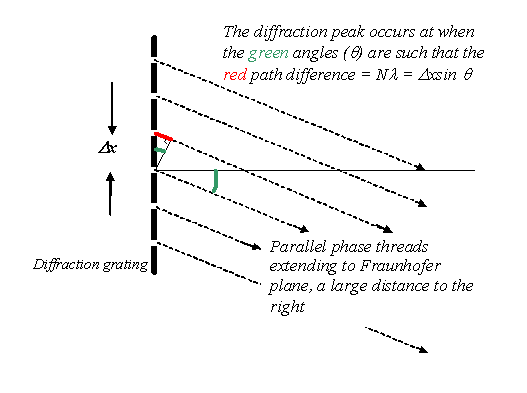 The diffraction peak occurs at when
the green angles (θ) are such that the
red path difference = Nλ = Δxsin θ
Δx
Diffraction grating
Parallel phase threads
extending to Fraunhofer
plane, a large distance to the
right